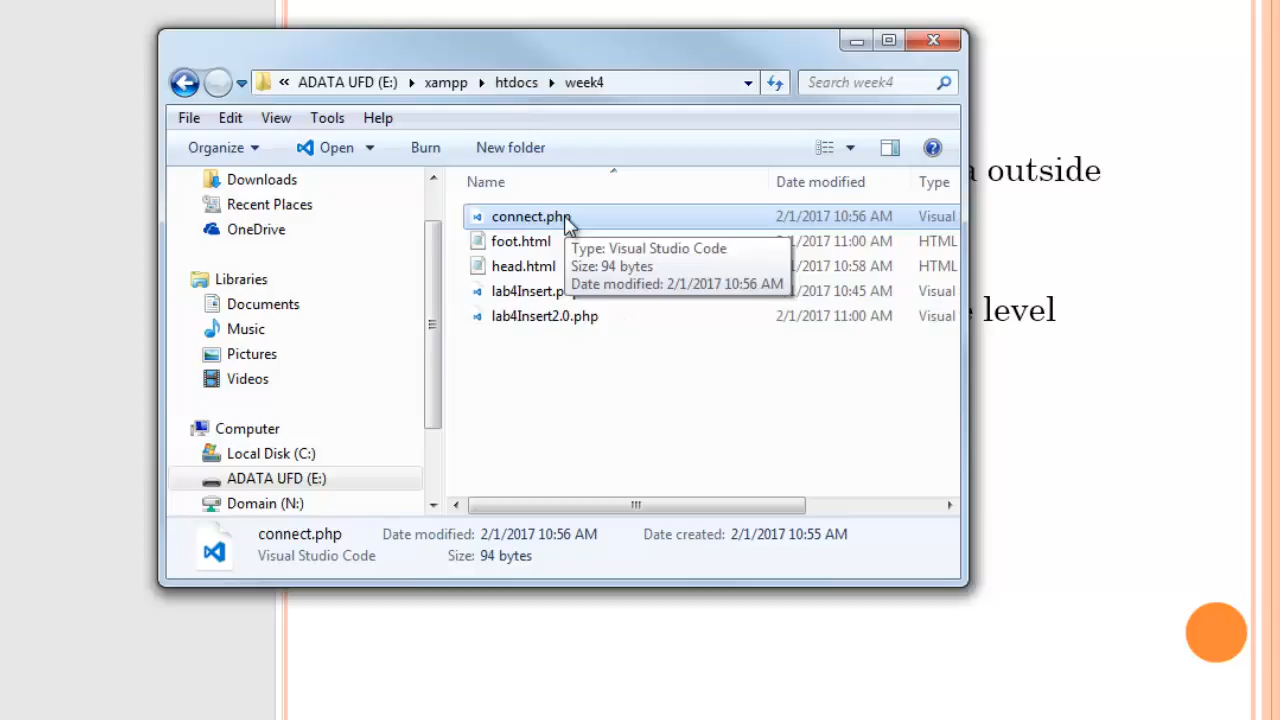 « ADATA UFD (E:) xampp htdocs week4
Search week4
File Edit View Tools Help
Organize Open Burn New folder
Downloads
Recent Places
OneDrive
Libraries
Documents
Music
Pictures
Videos
Computer
Local Disk (C:)
ADATA UFD (E:)
Domain (N:)
Name Date modified Type
connect.php 2/1/2017 10:56 AM Visual
foot.html 2/1/2017 11:00 AM HTML
head.html 2/1/2017 10:58 AM HTML
lab4Insert.p 2/1/2017 10:45 AM Visual
lab4Insert2.0.php 2/1/2017 11:00 AM Visual
Type: Visual Studio Code
Size: 94 bytes
Date modified: 2/1/2017 10:56 AM
outside
level
connect.php Date modified: 2/1/2017 10:56 AM Date created: 2/1/2017 10:55 AM
Visual Studio Code Size: 94 bytes